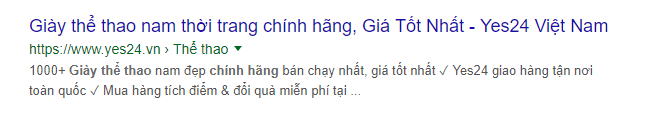 Giày thể thao nam thời trang chính hãng, Giá Tốt Nhất - Yes24 Việt Nam
https://www.yes24.vn › Thể thao ▼
1000+ Giày thể thao nam đẹp chính hãng bán chạy nhất, giá tốt nhất ✓ Yes24 giao hàng tận nơi
toàn quốc ✓ Mua hàng tích điểm & đổi quà miễn phí tại ...